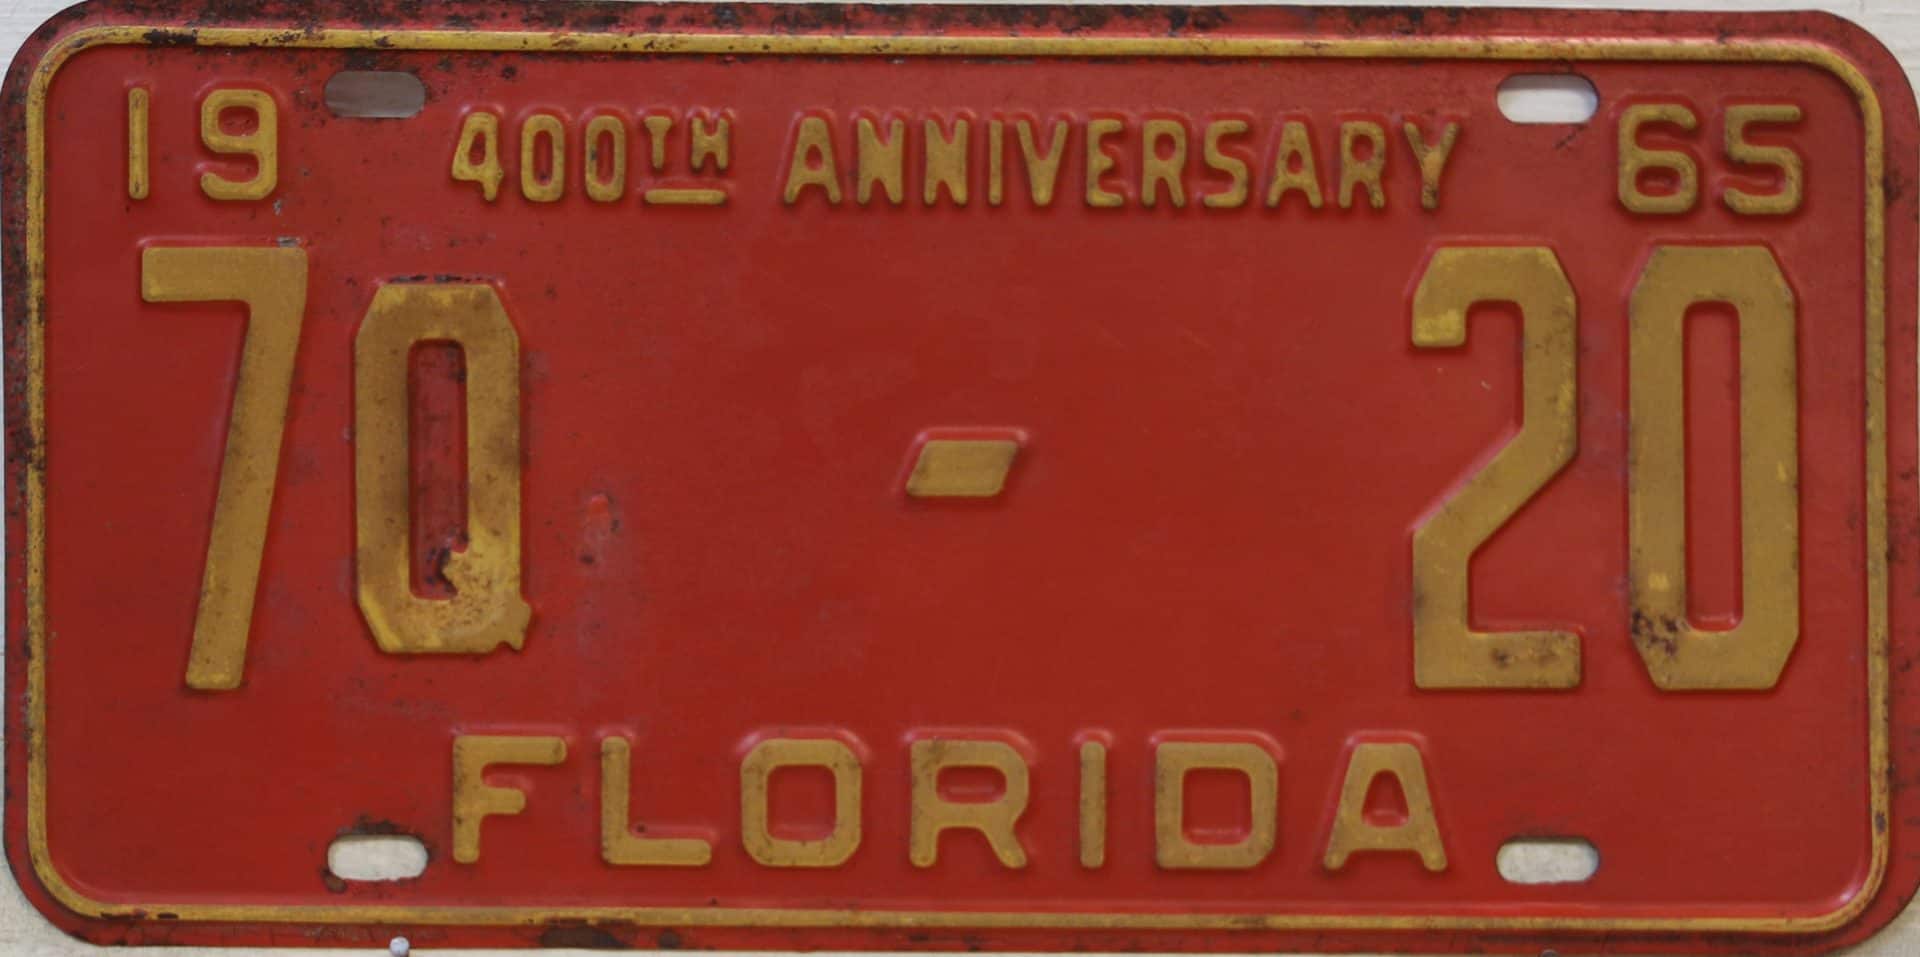 19 400TH ANNIVERSARY 65
7Q - 20
FLORIDA